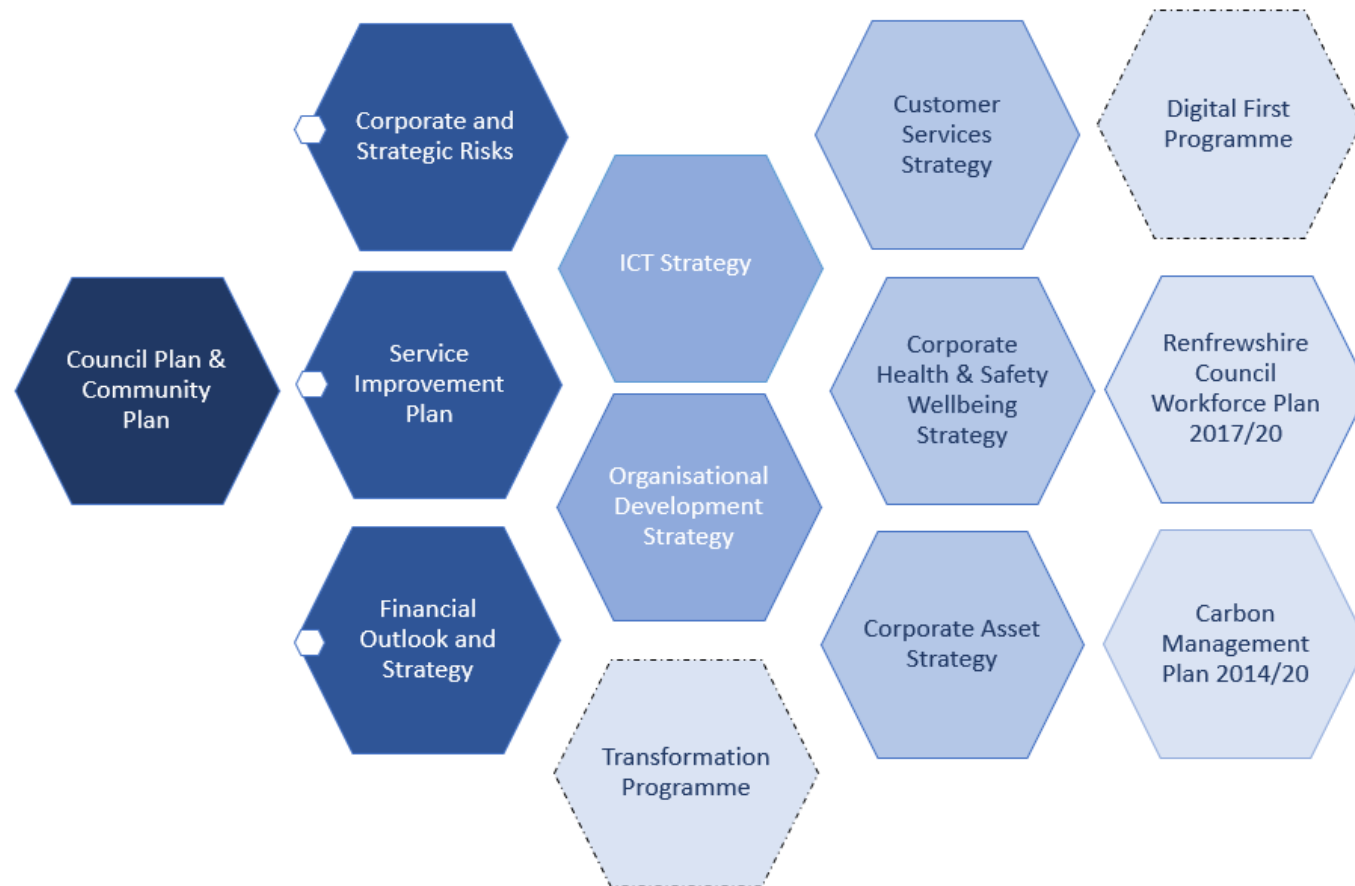 Council Plan &
Community
Plan
Corporate and
Strategic Risks
Service
Improvement
Plan
Financial
Outlook and
Strategy
ICT Strategy
Organisational
Development
Strategy
Transformation
Programme
Customer
Services
Strategy
Corporate
Health & Safety
Wellbeing
Strategy
Corporate Asset
Strategy
Digital First
Programme
Renfrewshire
Council
Workforce Plan
2017/20
Carbon
Management
Plan 2014/20